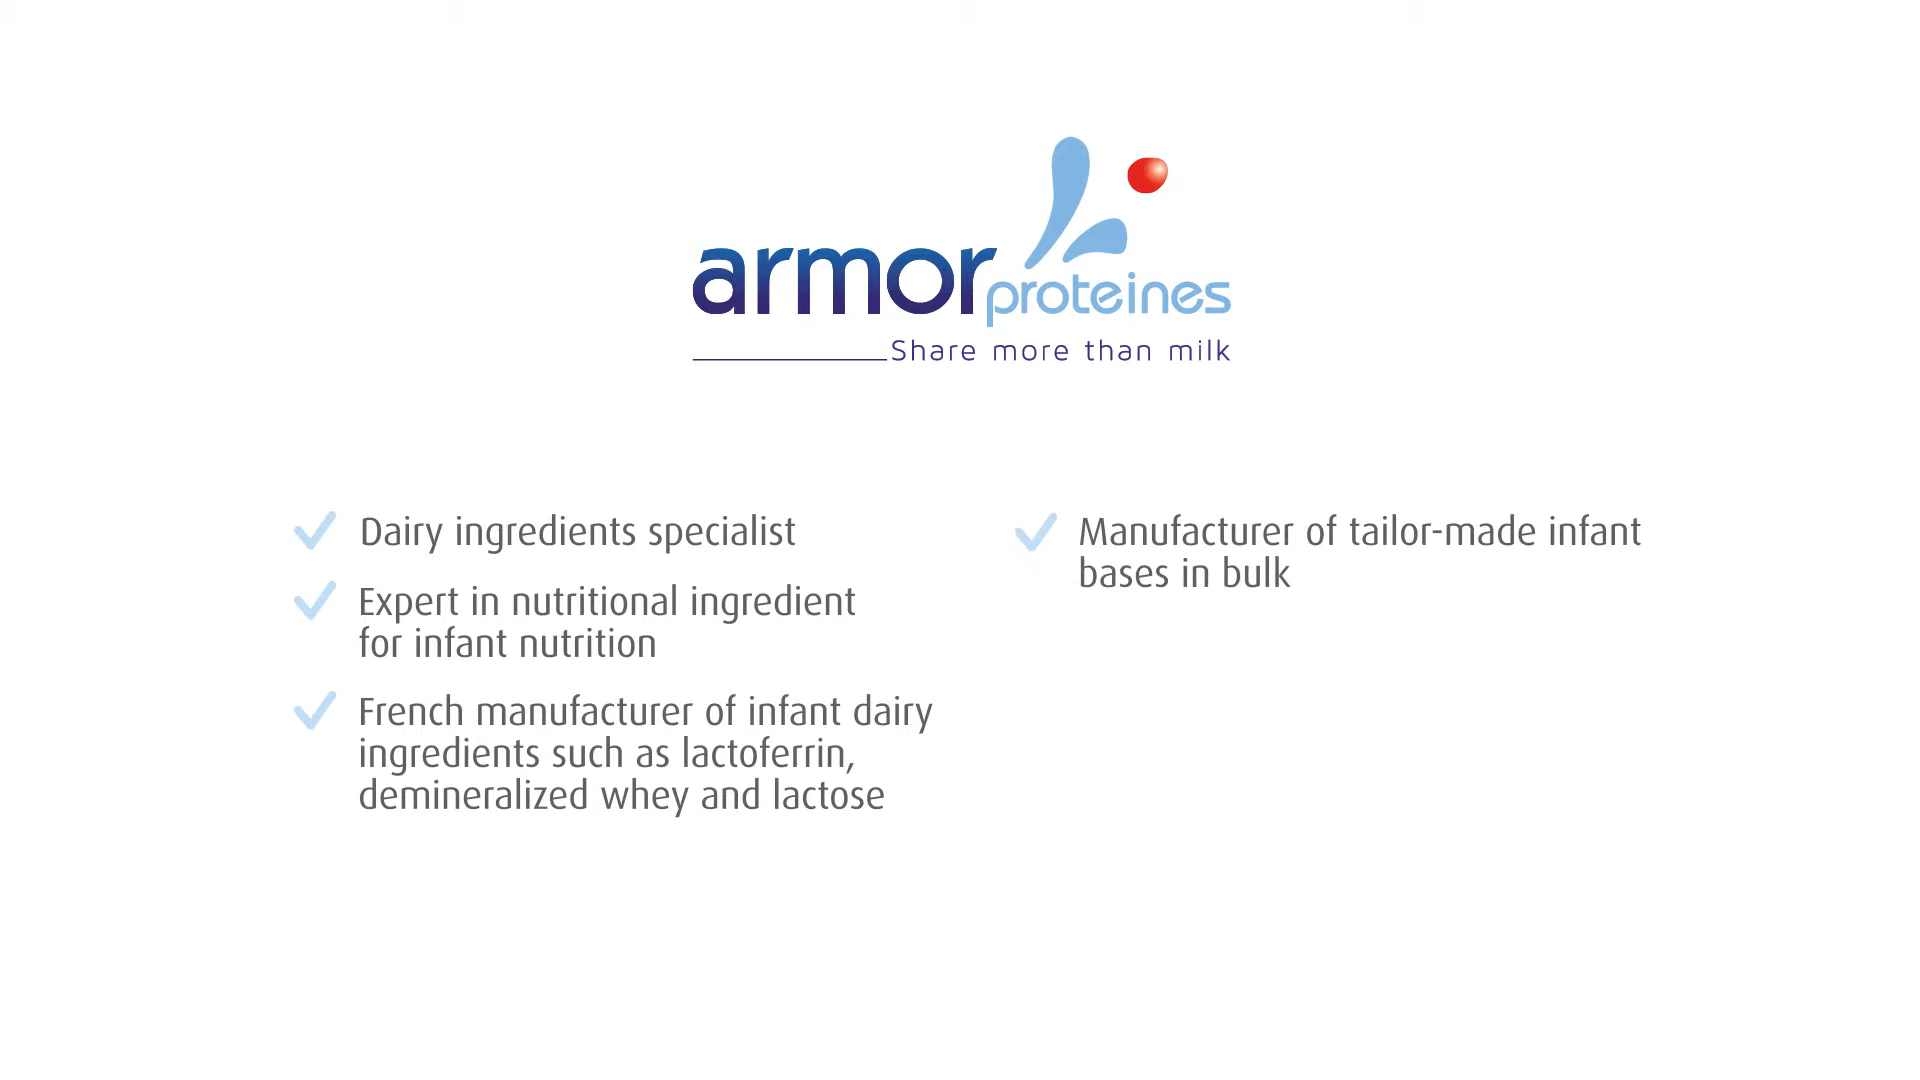 armor proteines
Share more than milk
Dairy ingredients specialist
Expert in nutritional ingredient
for infant nutrition
French manufacturer of infant dairy
ingredients such as lactoferrin,
demineralized whey and lactose
Manufacturer of tailor-made infant
bases in bulk